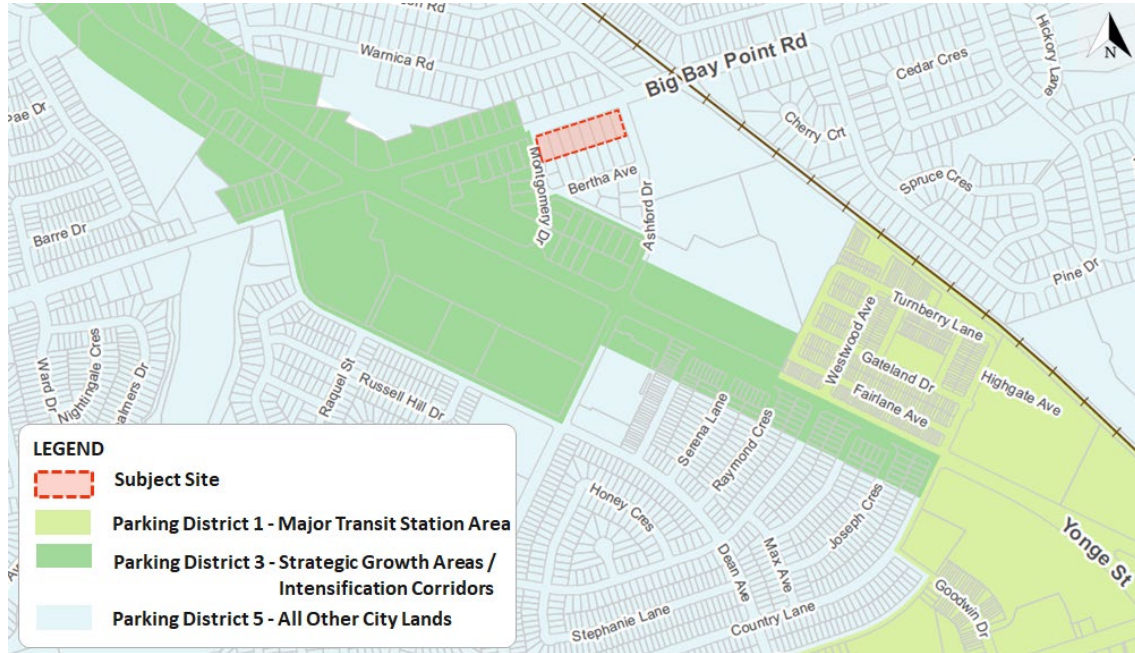 Warnica Rd
Big Bay Point Rd
Hickory Lane
Cedar Cres
N
Cherry Crt
Spruce Cres
Pine Dr
Montgomery Dr
Bertha Ave
Ashford Dr
Barre Dr
Ward Dr
Nightingale Cres
Raquel St
Russell Hill Dr
Westwood Ave
Turnberry Lane
Gateland Dr
Fairlane Ave
Highgate Ave
Serena Lane
Raymond Cres
Honey Cres
Joseph Cres
Dean Ave
Max Ave
Stephanie Lane
Country Lane
Goodwin Dr
Yonge St
LEGEND
Subject Site
Parking District 1 - Major Transit Station Area
Parking District 3 - Strategic Growth Areas /
Intensification Corridors
Parking District 5 - All Other City Lands